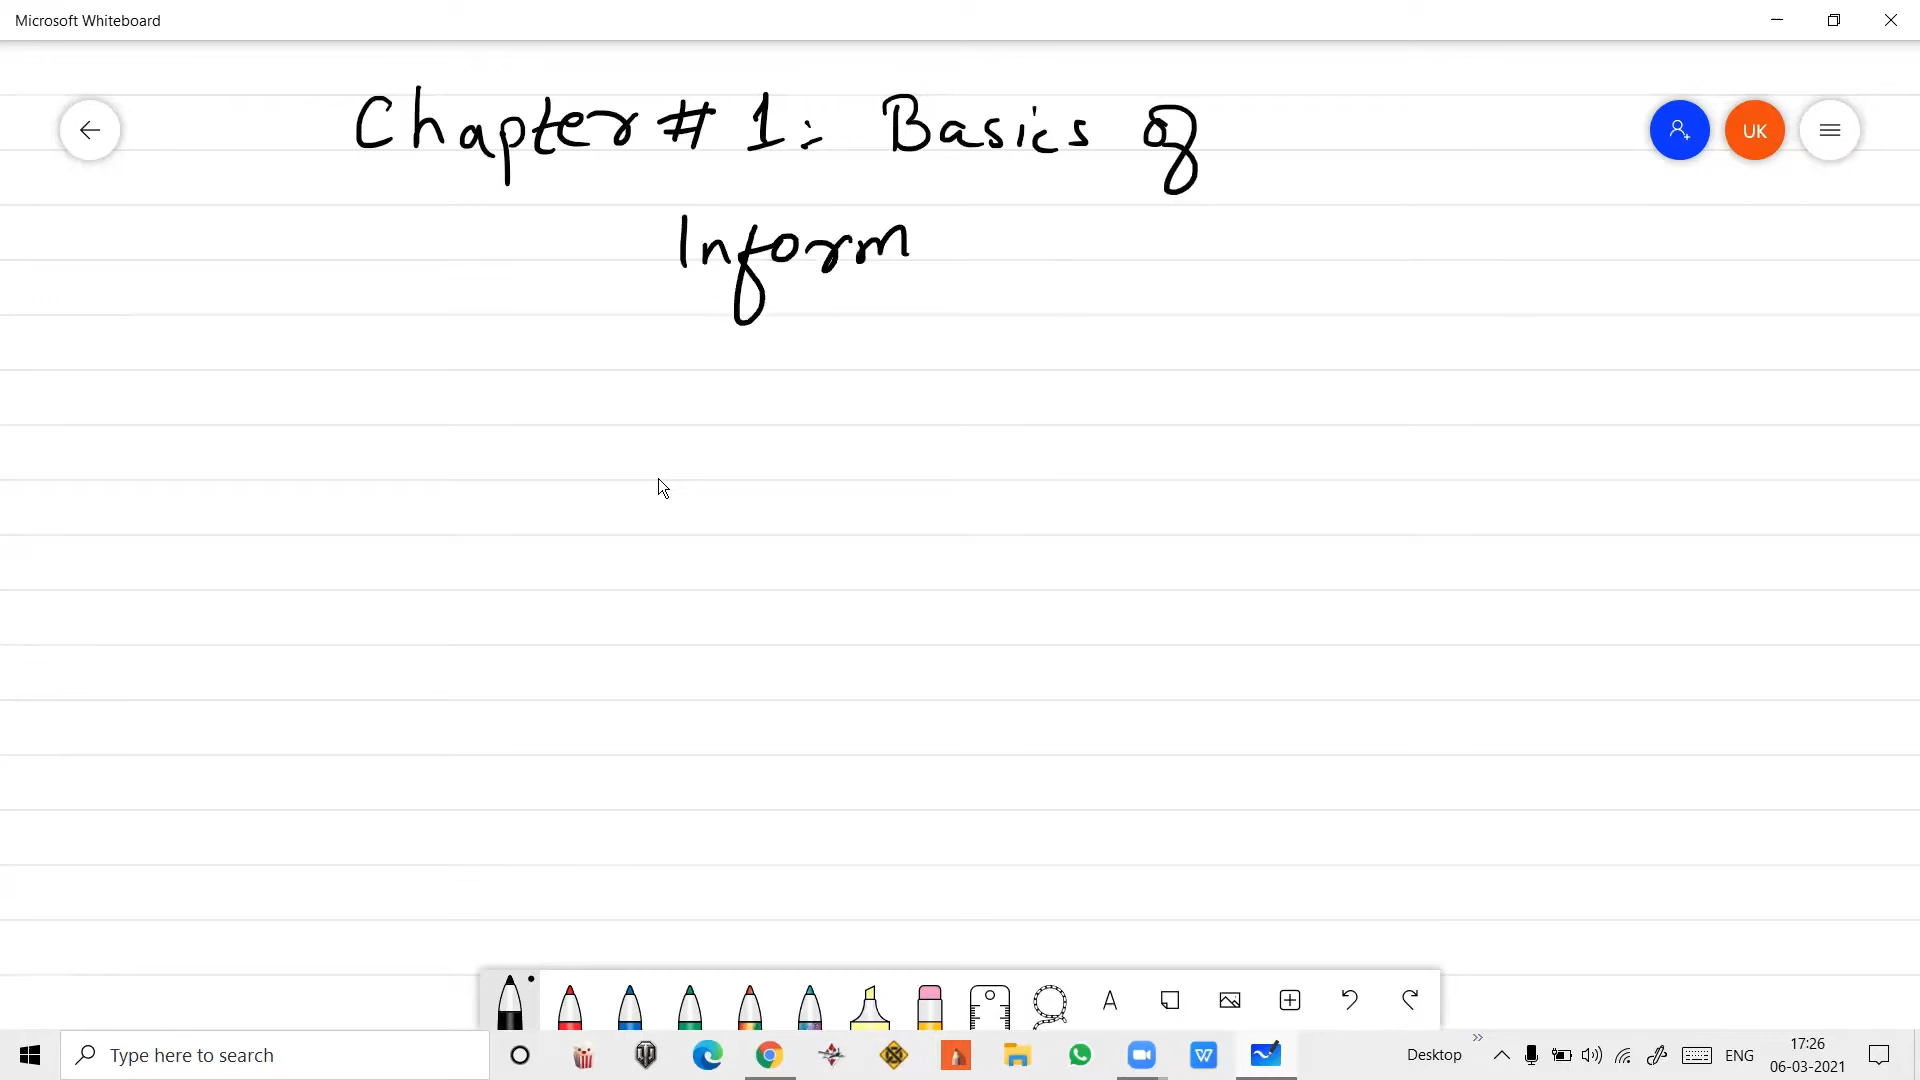 Microsoft Whiteboard
Chapter # 1: Basics of
UK
Inform
A
Type here to search
W
Desktop
ENG
17:26
06-03-2021